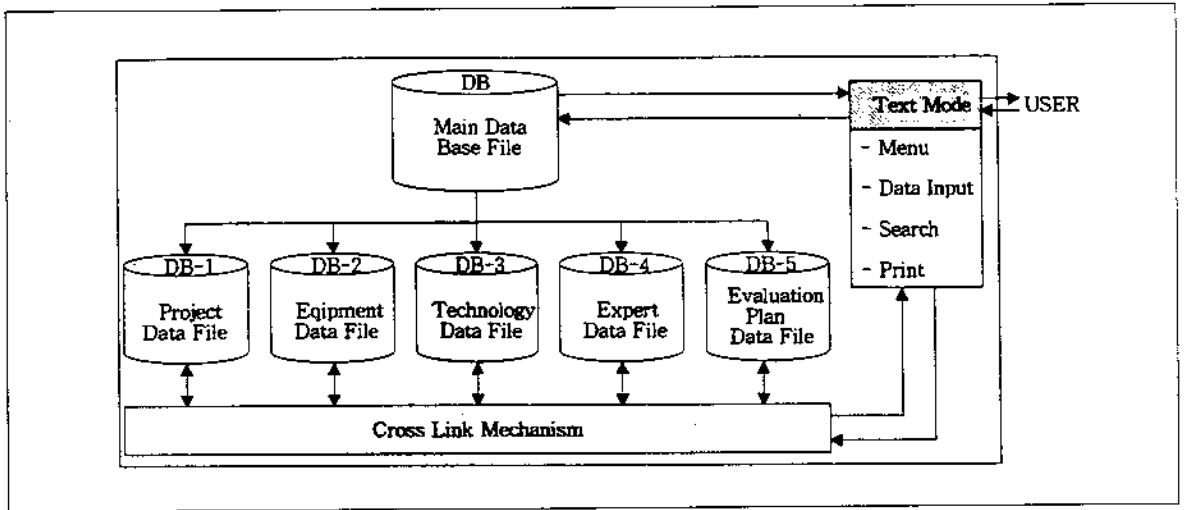 DB
Main Data
Base File
Text Mode
USER
- Menu
- Data Input
- Search
- Print
DB-1
Project
Data File
DB-2
Eqipment
Data File
DB-3
Technology
Data File
DB-4
Expert
Data File
DB-5
Evaluation
Plan
Data File
Cross Link Mechanism